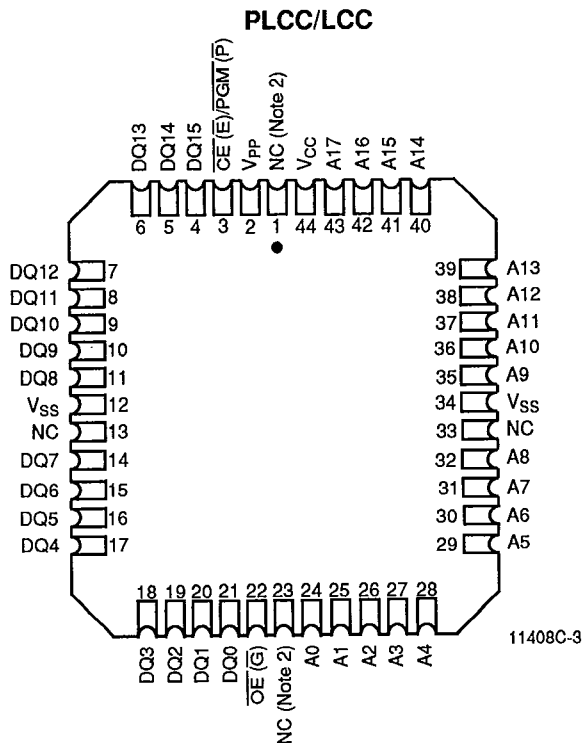 PLCC/LCC
DQ13
DQ14
DQ15
CE (E)/PGM (P)
VPP
NC (Note 2)
VCC
A17
A16
A15
A14
6 5 4 3 2 1 44 43 42 41 40
DQ12 7 39 A13
DQ11 8 38 A12
DQ10 9 37 A11
DQ9 10 36 A10
DQ8 11 35 A9
VSS 12 34 VSS
NC 13 33 NC
DQ7 14 32 A8
DQ6 15 31 A7
DQ5 16 30 A6
DQ4 17 29 A5
18 19 20 21 22 23 24 25 26 27 28
DQ3
DQ2
DQ1
DQ0
OE (G)
NC (Note 2)
A0
A1
A2
A3
A4
11408C-3